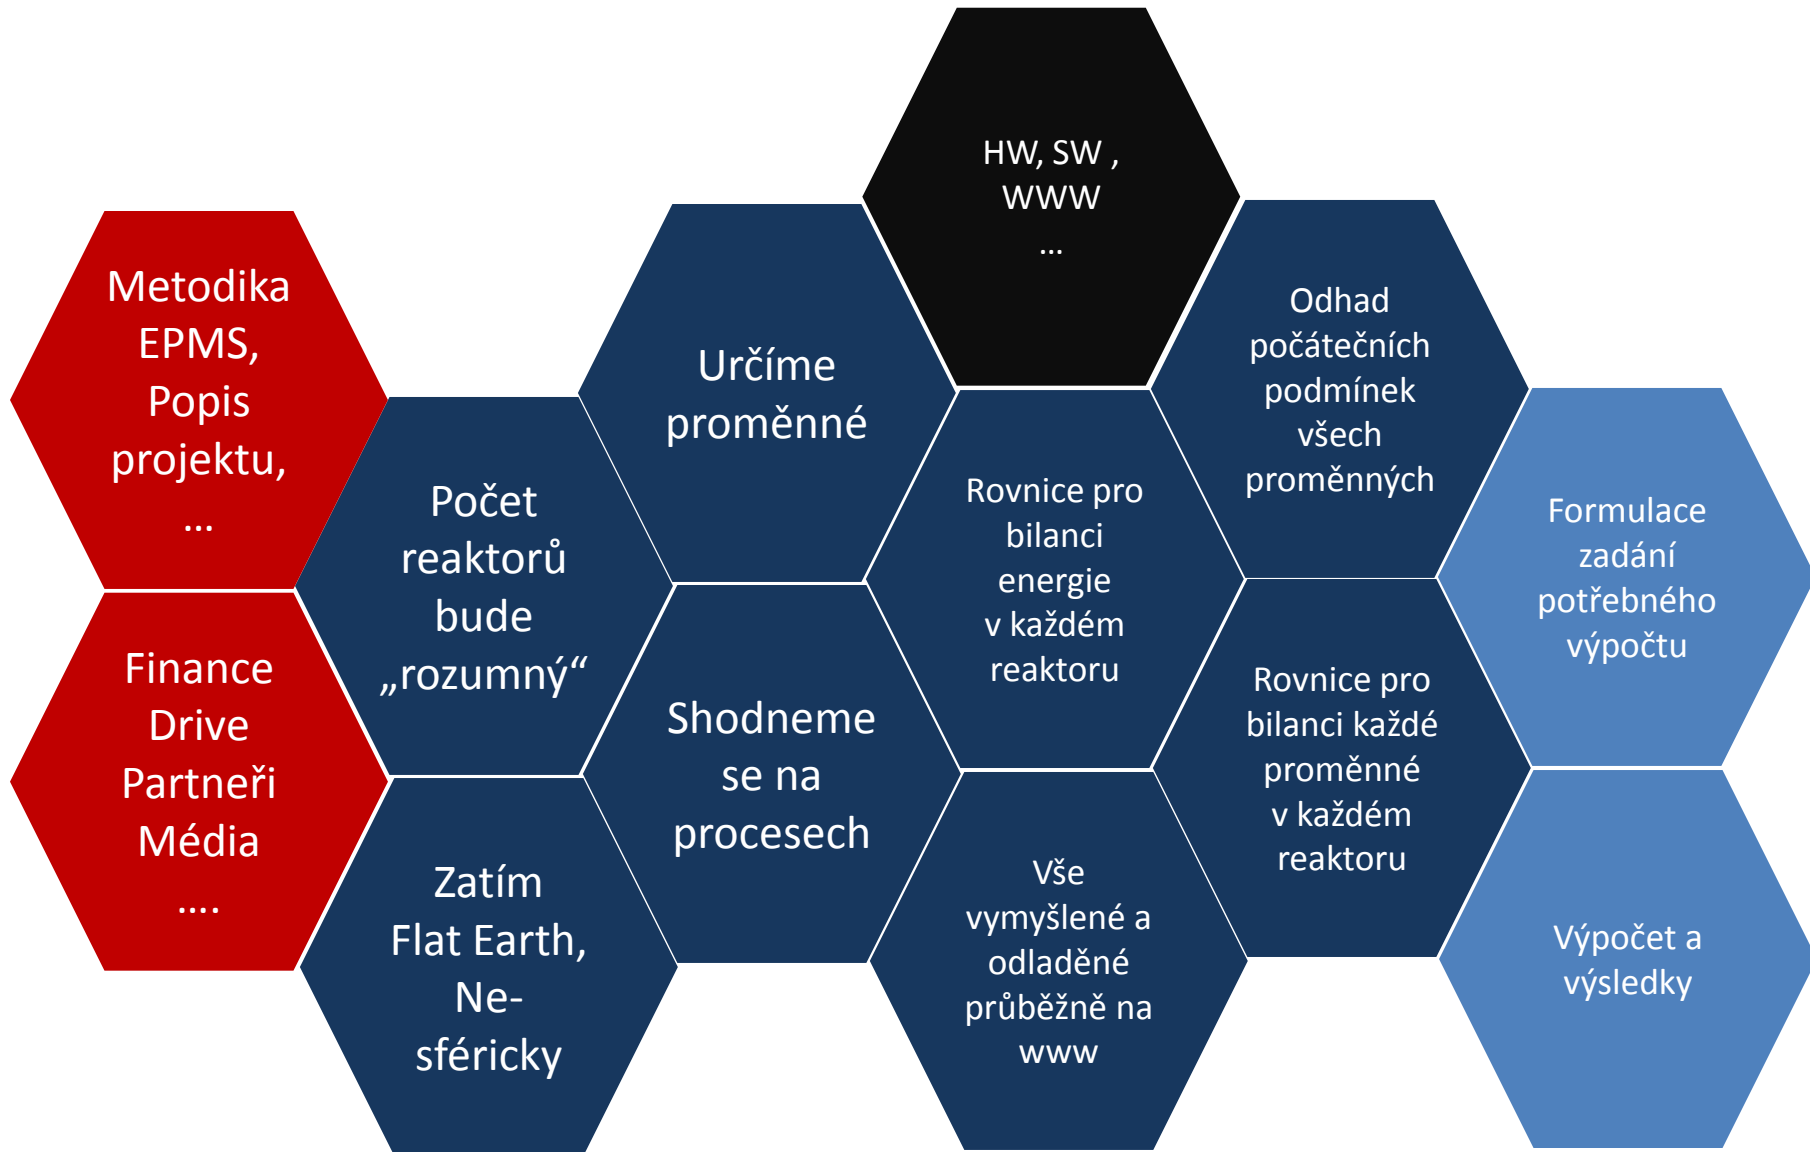 HW, SW ,
WWW
...
Metodika
EPMS,
Popis
projektu,
...
Určíme
proměnné
Odhad
počátečních
podmínek
všech
proměnných
Počet
reaktorů
bude
„rozumný“
Rovnice pro
bilanci
energie
v každém
reaktoru
Formulace
zadání
potřebného
výpočtu
Finance
Drive
Partneři
Média
....
Shodneme
se na
procesech
Rovnice pro
bilanci každé
proměnné
v každém
reaktoru
Zatím
Flat Earth,
Ne-
sféricky
Vše
vymyšlené a
odladěné
průběžně na
www
Výpočet a
výsledky